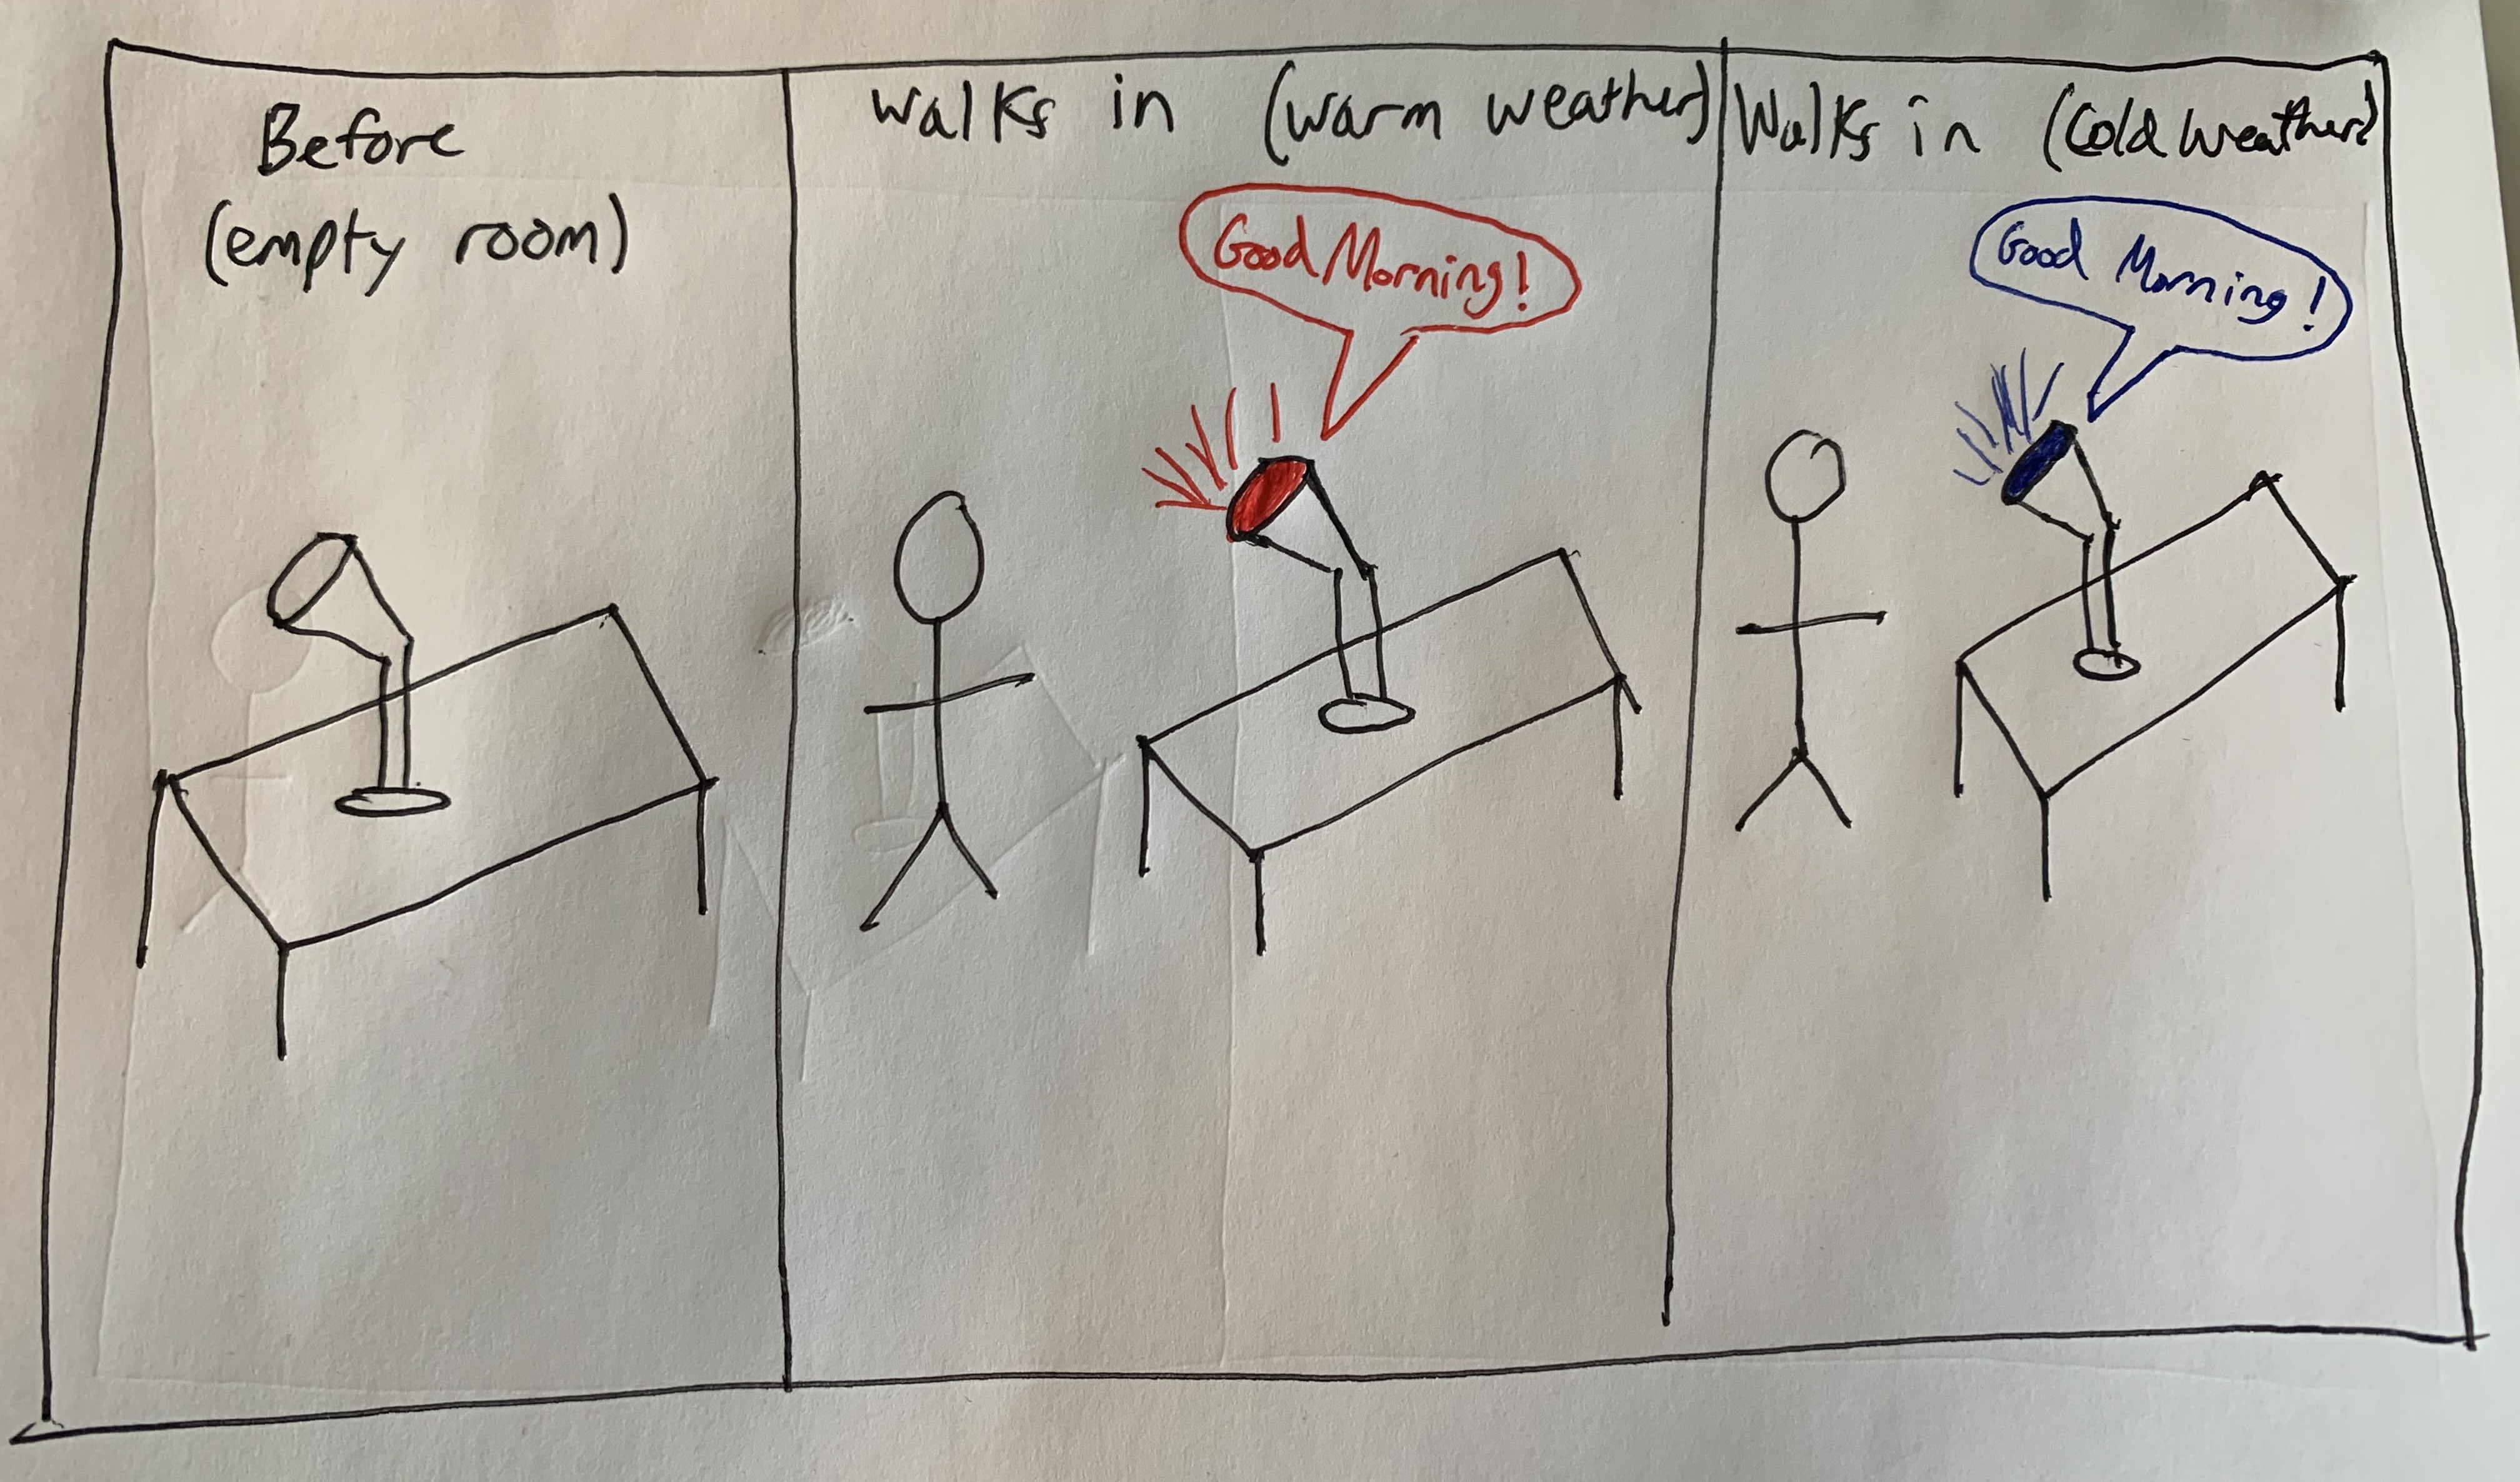 Before
(empty room)
Walks in (warm weather)
Good Morning!
Walks in (Cold weather)
Good Morning!